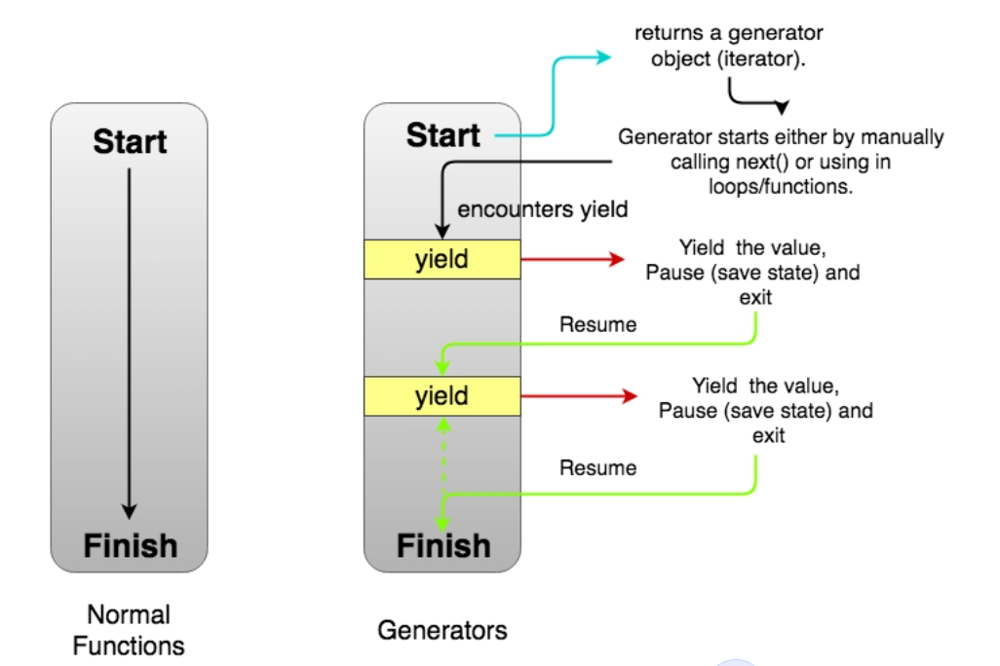 Start
Finish
Normal
Functions
Start
encounters yield
yield
Resume
yield
Resume
Finish
Generators
returns a generator
object (iterator).
Generator starts either by manually
calling next() or using in
loops/functions.
Yield the value,
Pause (save state) and
exit
Yield the value,
Pause (save state) and
exit